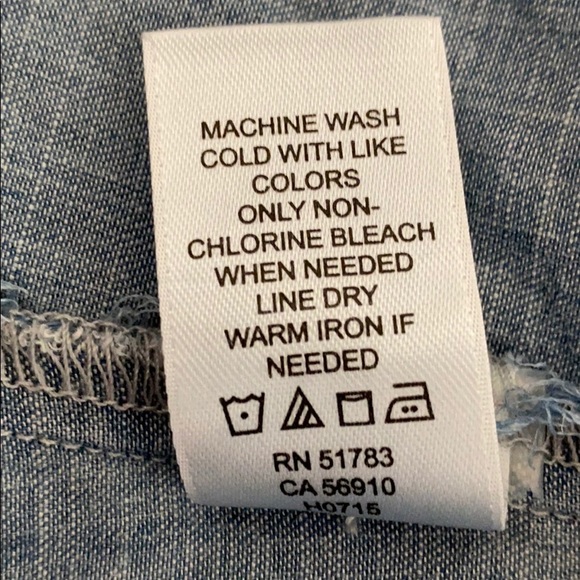 MACHINE WASH
COLD WITH LIKE
COLORS
ONLY NON-
CHLORINE BLEACH
WHEN NEEDED
LINE DRY
WARM IRON IF
NEEDED
RN 51783
CA 56910
H0715